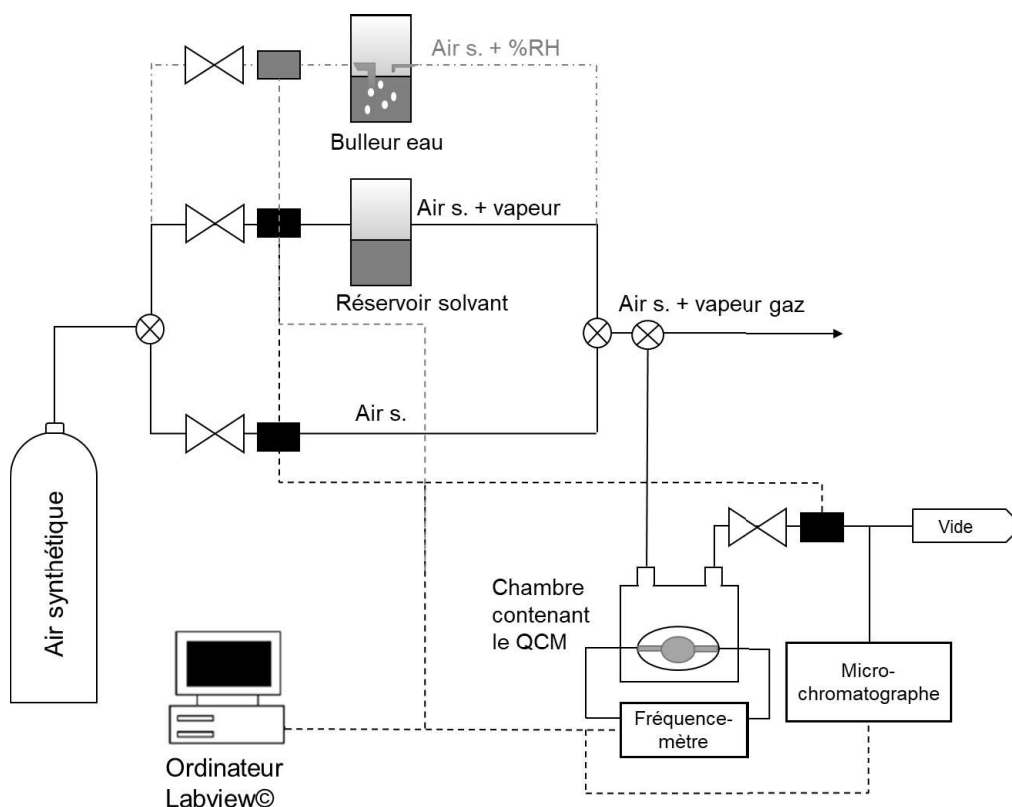 Air s. + %RH
Bulleur eau
Air s. + vapeur
Réservoir solvant
Air s. + vapeur gaz
Air s.
Air synthétique
Vide
Chambre
contenant
le QCM
Micro-
chromatographe
Fréquence-
mètre
Ordinateur
Labview©